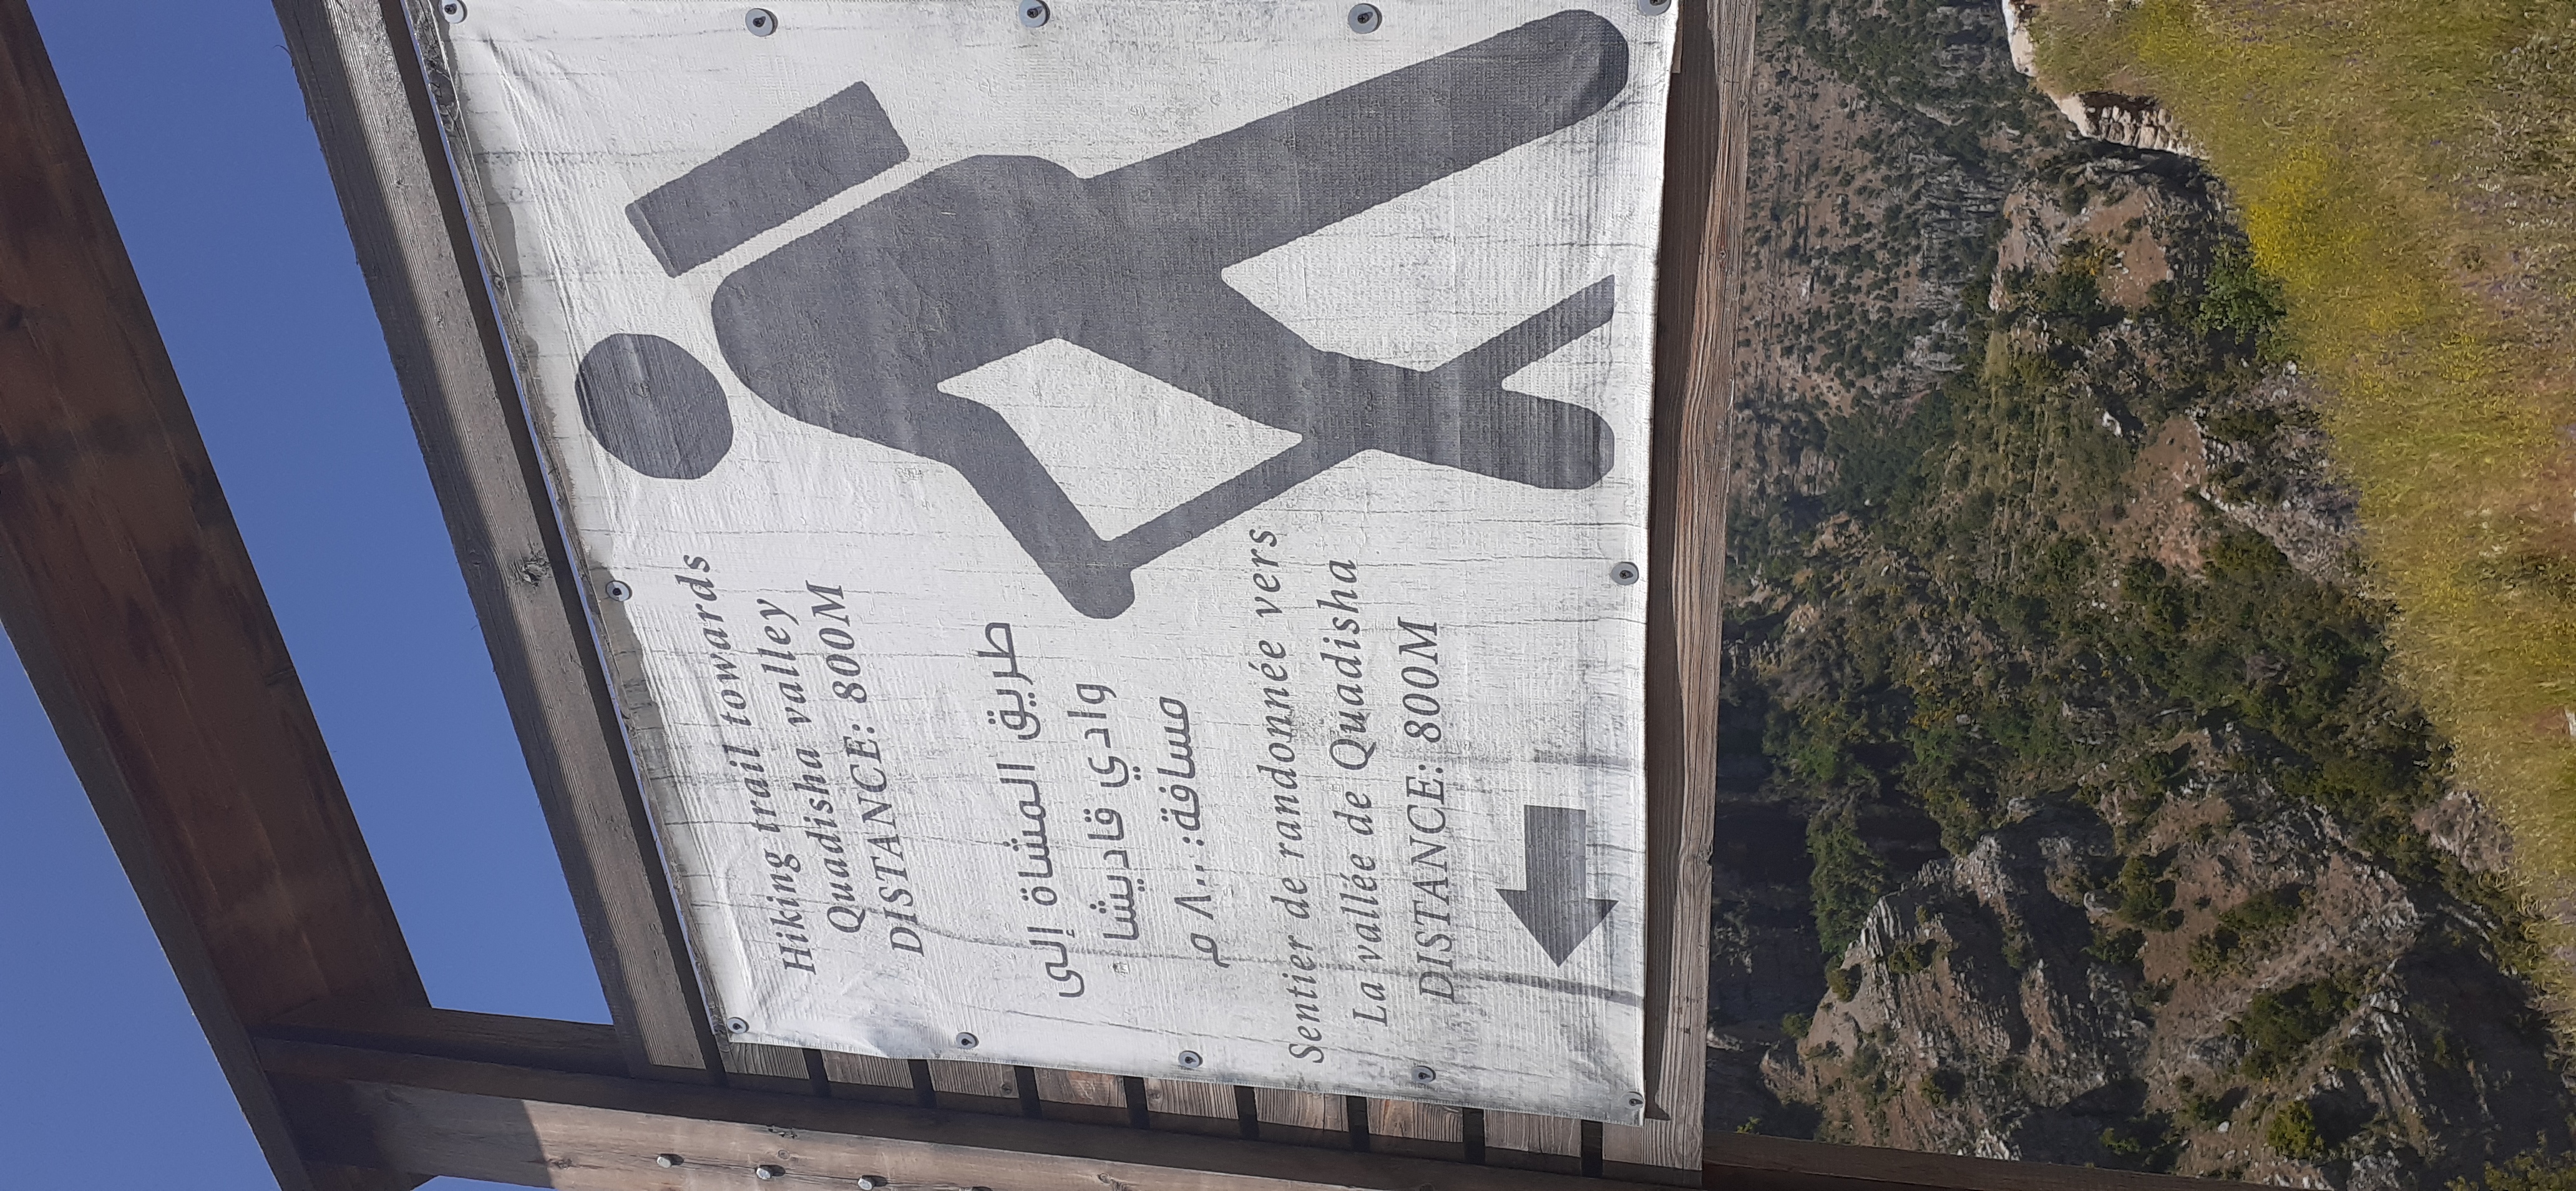 Hiking trail towards
Quadisha valley
DISTANCE: 800M
طريق المشاة إلى
وادي قاديشا
مسافة: ٨٠٠ م
Sentier de randonnée vers
La vallée de Quadisha
DISTANCE: 800M